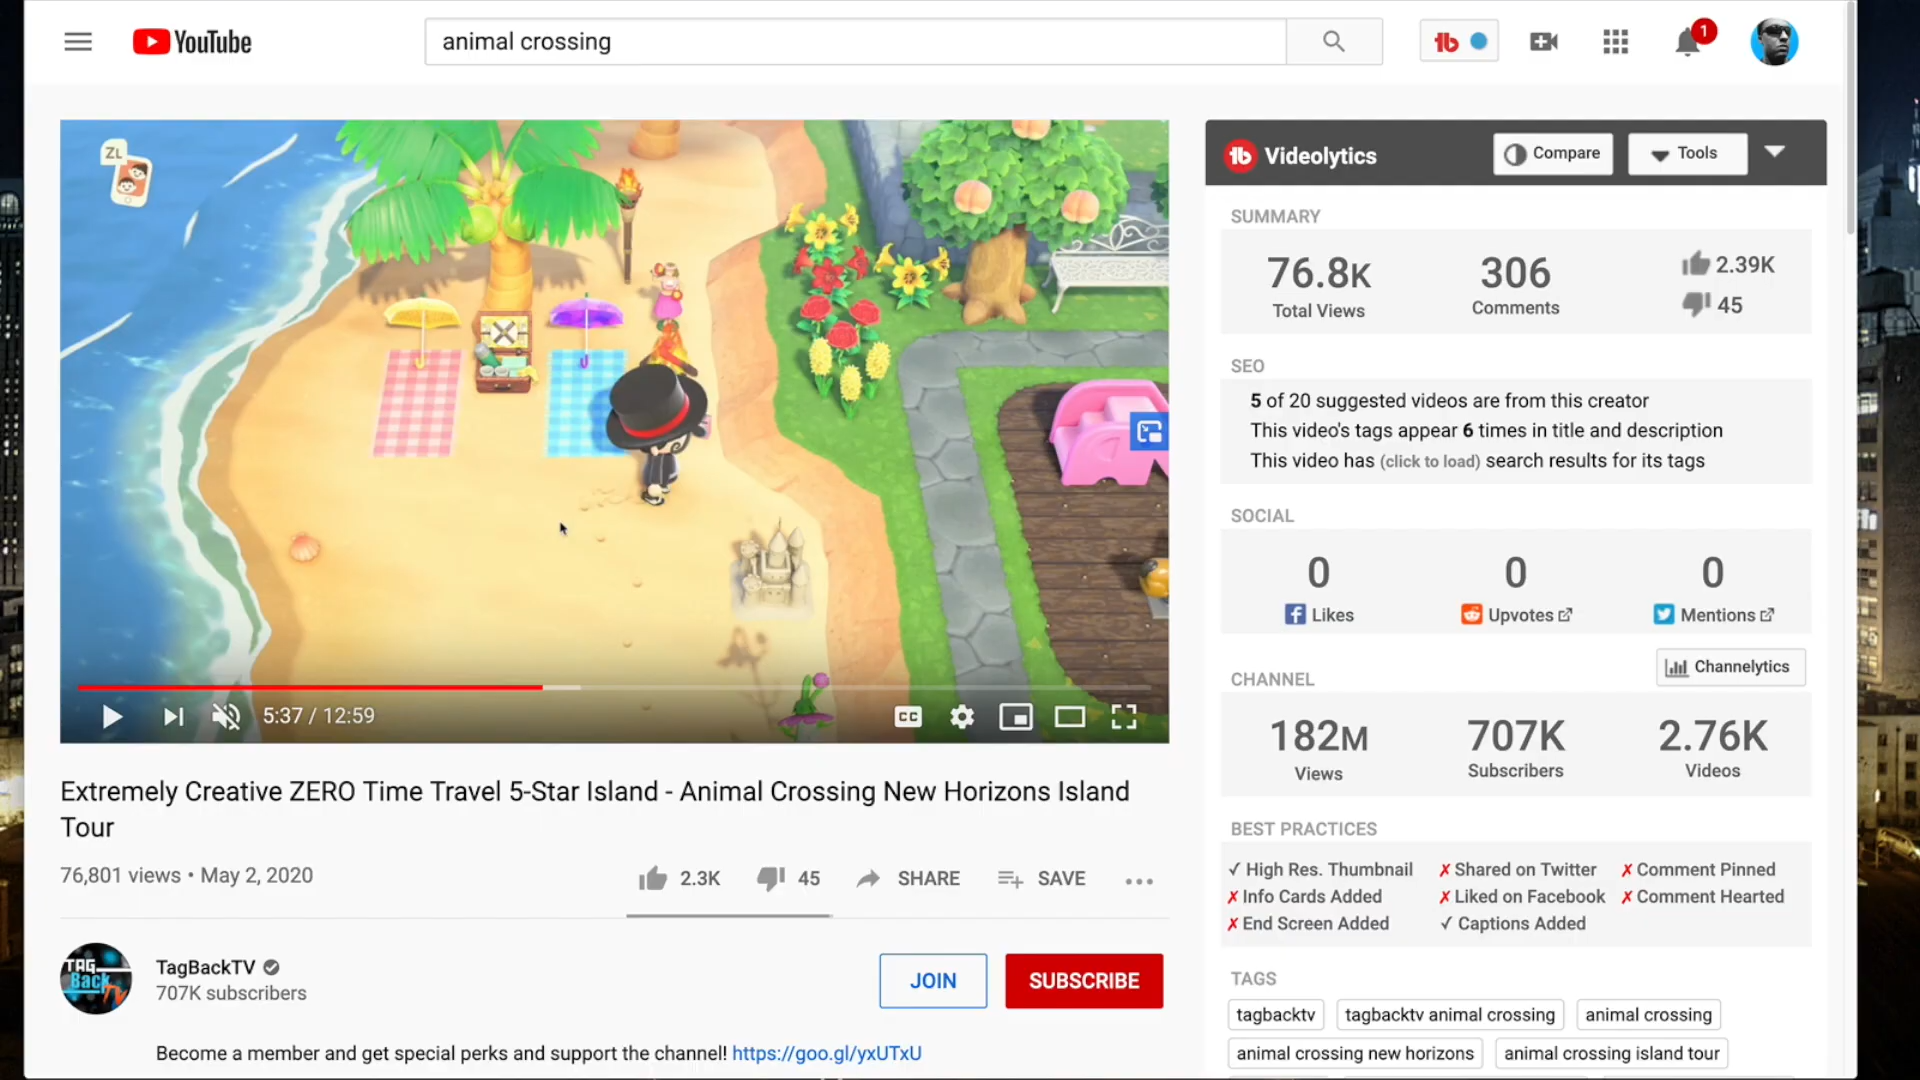 YouTube
animal crossing
1
ZL
5:37 / 12:59
CC
Extremely Creative ZERO Time Travel 5-Star Island - Animal Crossing New Horizons Island
Tour
76,801 views • May 2, 2020
2.3K
45
SHARE
SAVE
TAG
Back
TV
TagBackTV
707K subscribers
JOIN
SUBSCRIBE
Become a member and get special perks and support the channel! https://goo.gl/yxUTxU
Videolytics
Compare
Tools
SUMMARY
76.8K
Total Views
306
Comments
2.39K
45
SEO
5 of 20 suggested videos are from this creator
This video's tags appear 6 times in title and description
This video has (click to load) search results for its tags
SOCIAL
0
Likes
0
Upvotes
0
Mentions
CHANNEL
Channelytics
182M
Views
707K
Subscribers
2.76K
Videos
BEST PRACTICES
✓ High Res. Thumbnail
✗ Shared on Twitter
✗ Comment Pinned
✗ Info Cards Added
✗ Liked on Facebook
✗ Comment Hearted
✗ End Screen Added
✓ Captions Added
TAGS
tagbacktv
tagbacktv animal crossing
animal crossing
animal crossing new horizons
animal crossing island tour